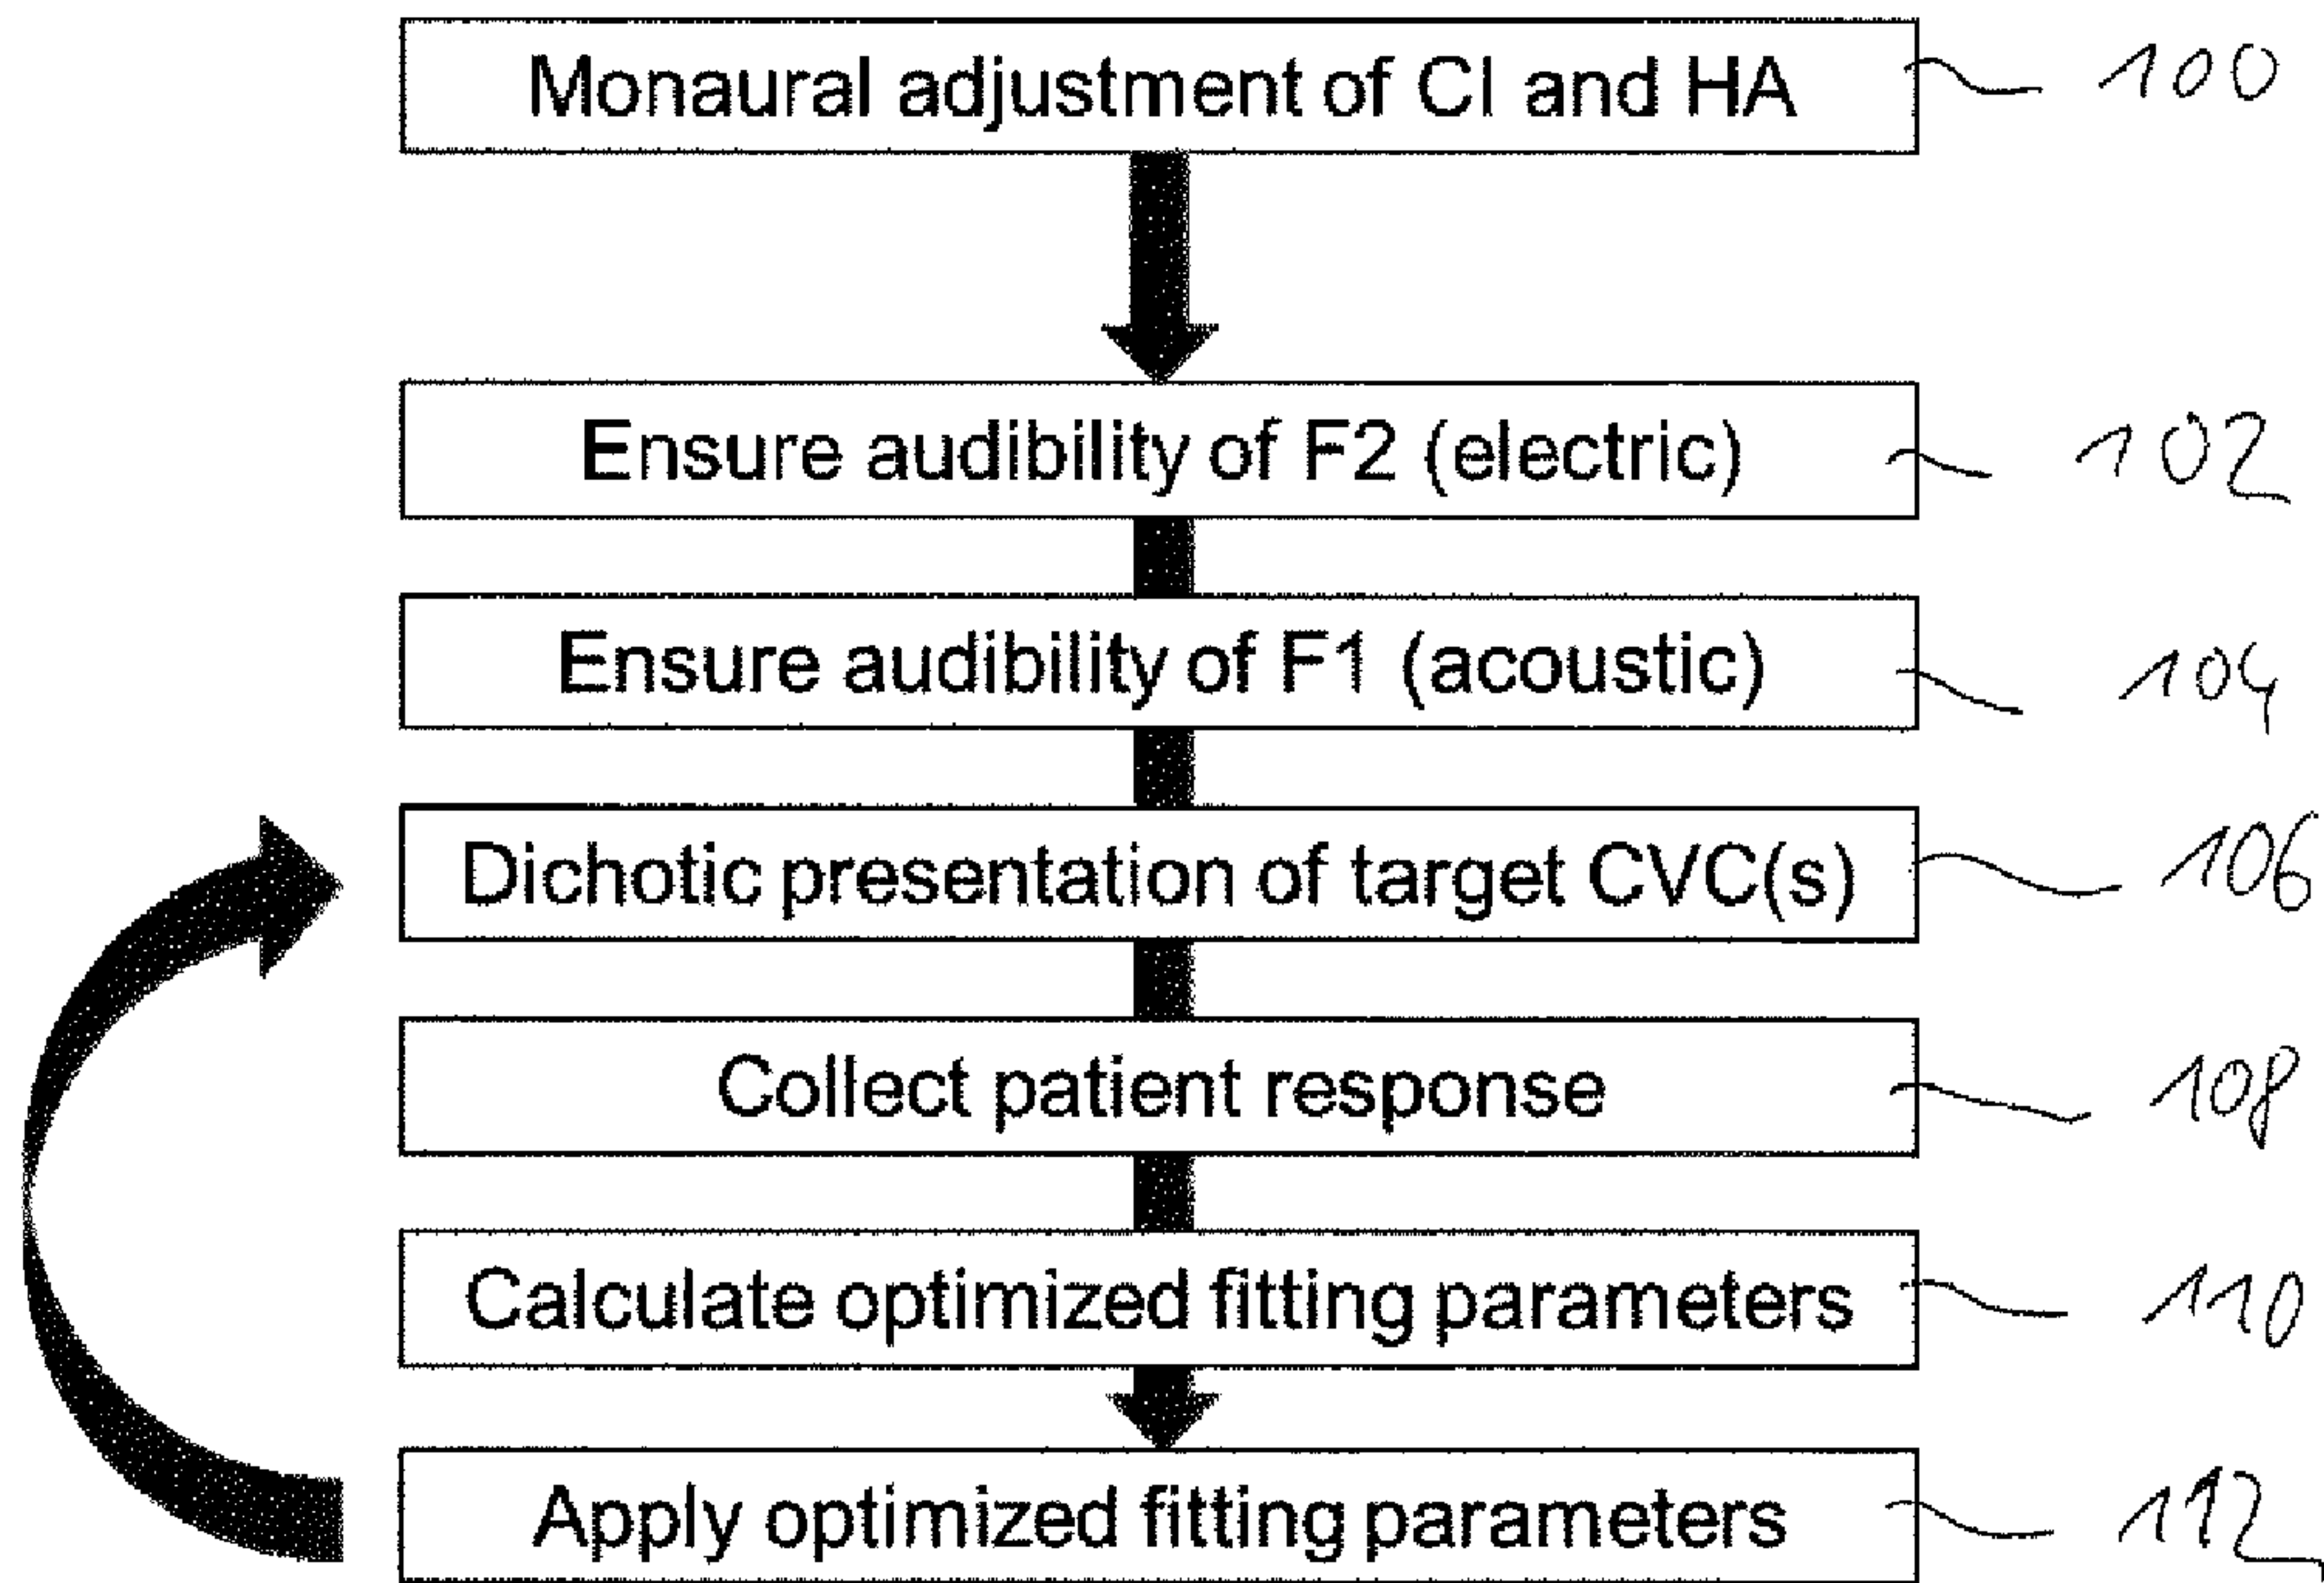 Monaural adjustment of CI and HA 100
Ensure audibility of F2 (electric) 102
Ensure audibility of F1 (acoustic) 104
Dichotic presentation of target CVC(s) 106
Collect patient response 108
Calculate optimized fitting parameters 110
Apply optimized fitting parameters 112